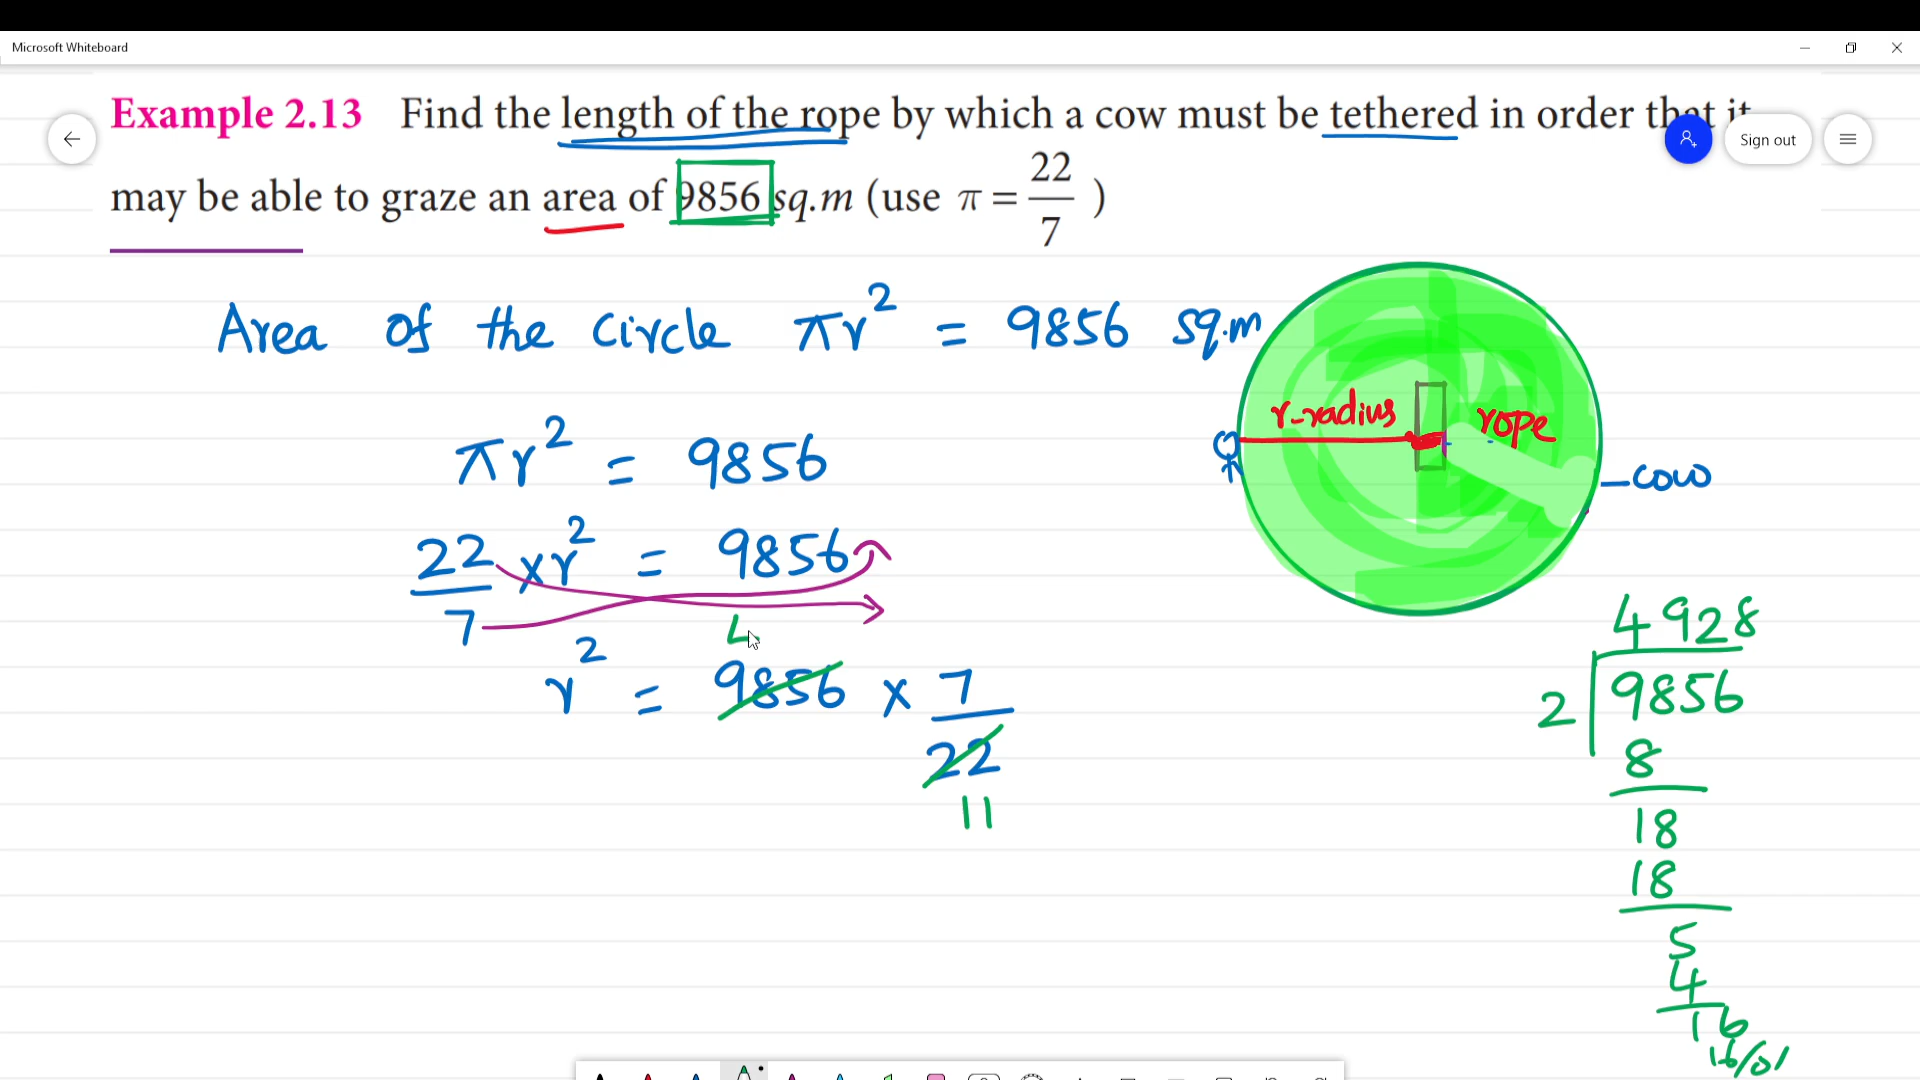 Microsoft Whiteboard
Example 2.13 Find the length of the rope by which a cow must be tethered in order that it
Sign out
may be able to graze an area of 9856 sq.m (use π = 22/7 )
Area of the circle πr² = 9856 sq.m
r-radius rope
cow
πr² = 9856
22/7 × r² = 9856
r² = 9856 × 7/22
11
4928
2 9856
8
18
18
5
4
16